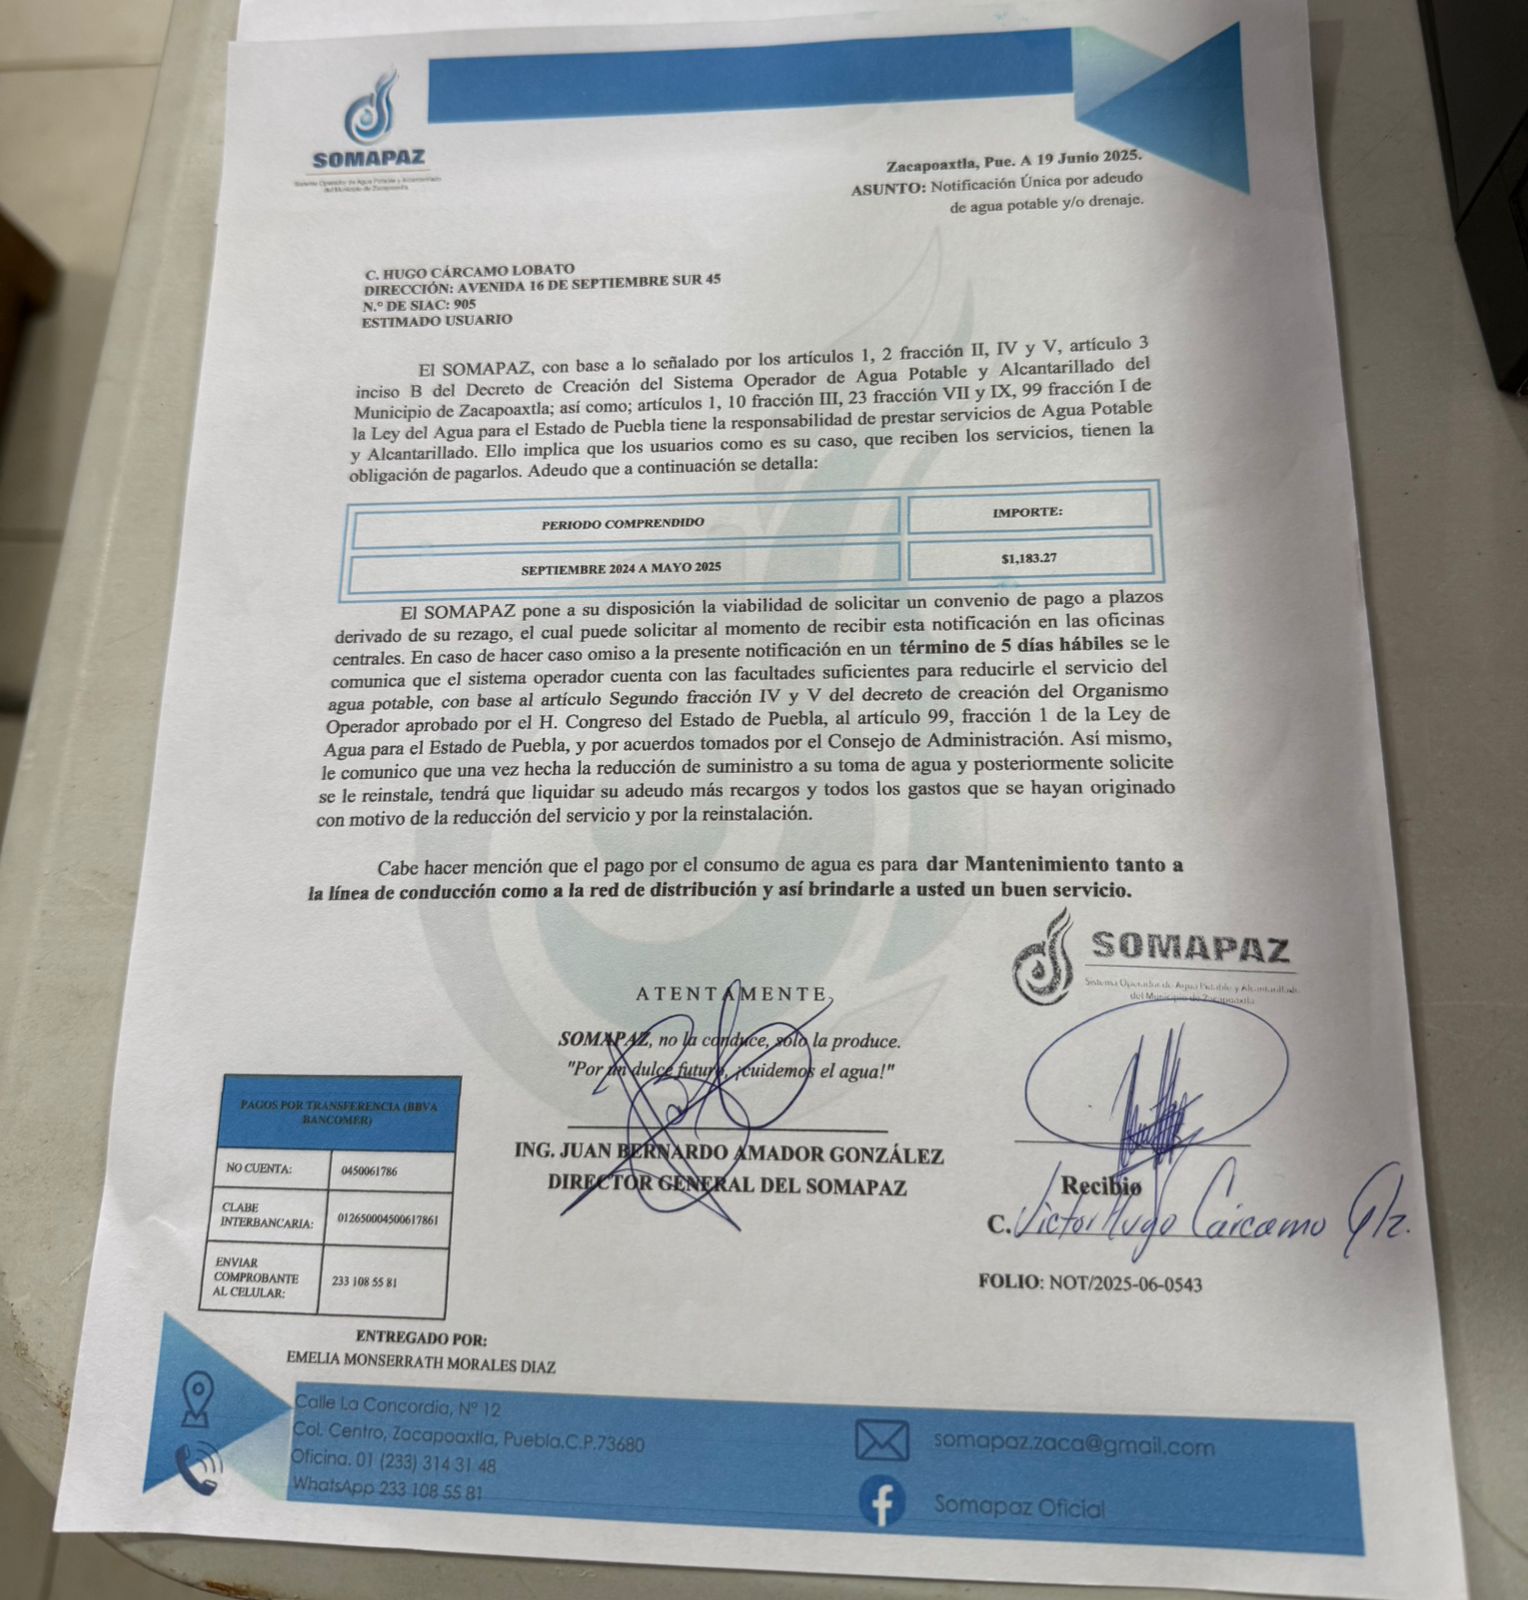 SOMAPAZ
Sistema Operador de Agua Potable y Alcantarillado
del Municipio de Zacapoaxtla
Zacapoaxtla, Pue. A 19 Junio 2025.
ASUNTO: Notificación Única por adeudo
de agua potable y/o drenaje.
C. HUGO CÁRCAMO LOBATO
DIRECCIÓN: AVENIDA 16 DE SEPTIEMBRE SUR 45
N.° DE SIAC: 905
ESTIMADO USUARIO
El SOMAPAZ, con base a lo señalado por los artículos 1, 2 fracción II, IV y V, artículo 3
inciso B del Decreto de Creación del Sistema Operador de Agua Potable y Alcantarillado del
Municipio de Zacapoaxtla; así como; artículos 1, 10 fracción III, 23 fracción VII y IX, 99 fracción I de
la Ley del Agua para el Estado de Puebla tiene la responsabilidad de prestar servicios de Agua Potable
y Alcantarillado. Ello implica que los usuarios como es su caso, que reciben los servicios, tienen la
obligación de pagarlos. Adeudo que a continuación se detalla:
PERIODO COMPRENDIDO IMPORTE:
SEPTIEMBRE 2024 A MAYO 2025 $1,183.27
El SOMAPAZ pone a su disposición la viabilidad de solicitar un convenio de pago a plazos
derivado de su rezago, el cual puede solicitar al momento de recibir esta notificación en las oficinas
centrales. En caso de hacer caso omiso a la presente notificación en un término de 5 días hábiles se le
comunica que el sistema operador cuenta con las facultades suficientes para reducirle el servicio del
agua potable, con base al artículo Segundo fracción IV y V del decreto de creación del Organismo
Operador aprobado por el H. Congreso del Estado de Puebla, al artículo 99, fracción 1 de la Ley de
Agua para el Estado de Puebla, y por acuerdos tomados por el Consejo de Administración. Así mismo,
le comunico que una vez hecha la reducción de suministro a su toma de agua y posteriormente solicite
se le reinstale, tendrá que liquidar su adeudo más recargos y todos los gastos que se hayan originado
con motivo de la reducción del servicio y por la reinstalación.
Cabe hacer mención que el pago por el consumo de agua es para dar Mantenimiento tanto a
la línea de conducción como a la red de distribución y así brindarle a usted un buen servicio.
SOMAPAZ
Sistema Operador de Agua Potable y Alcantarillado
del Municipio de Zacapoaxtla
ATENTAMENTE,
SOMAPAZ, no la conduce, solo la produce.
"Por un dulce futuro, ¡cuidemos el agua!"
ING. JUAN BERNARDO AMADOR GONZÁLEZ
DIRECTOR GENERAL DEL SOMAPAZ
Recibio
C. Victor Hugo Cárcamo Glz.
FOLIO: NOT/2025-06-0543
PAGOS POR TRANSFERENCIA (BBVA
BANCOMER)
NO CUENTA: 0450061786
CLABE
INTERBANCARIA: 012650004500617861
ENVIAR
COMPROBANTE
AL CELULAR: 233 108 55 81
ENTREGADO POR:
EMELIA MONSERRATH MORALES DIAZ
Calle La Concordia, Nº 12
Col. Centro, Zacapoaxtla, Puebla.C.P.73680
Oficina. 01 (233) 314 31 48
WhatsApp 233 108 55 81
somapaz.zaca@gmail.com
Somapaz Oficial